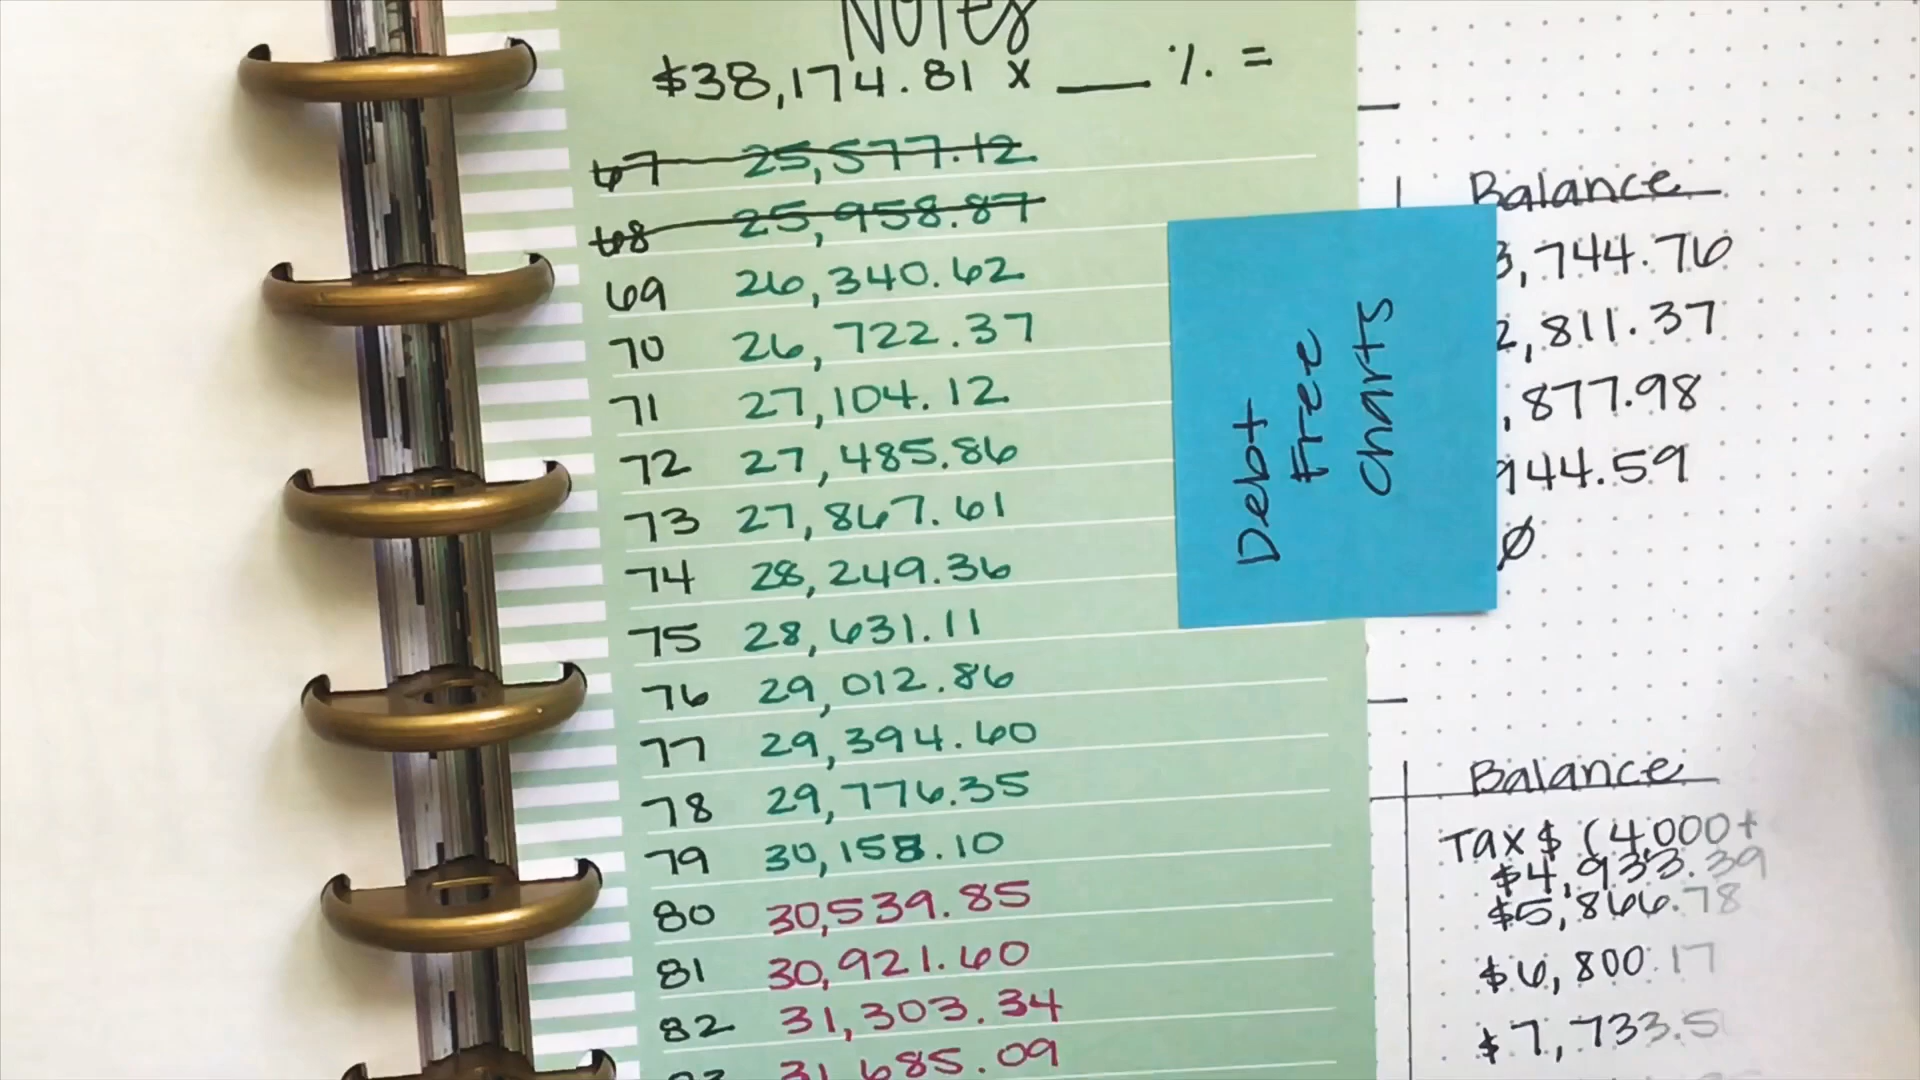 Notes
$38,174.81 x ___ %. =
67 25,577.12
68 25,958.87
69 26,340.62
70 26,722.37
71 27,104.12
72 27,485.86
73 27,867.61
74 28,249.36
75 28,631.11
76 29,012.86
77 29,394.60
78 29,776.35
79 30,158.10
80 30,539.85
81 30,921.60
82 31,303.34
83 31,685.09
Debt
Free
Charts
Balance
3,744.76
2,811.37
,877.98
944.59
Ø
Balance
Tax $ (4,000+
$4,933.39
$5,866.78
$6,800.17
$7,733.5